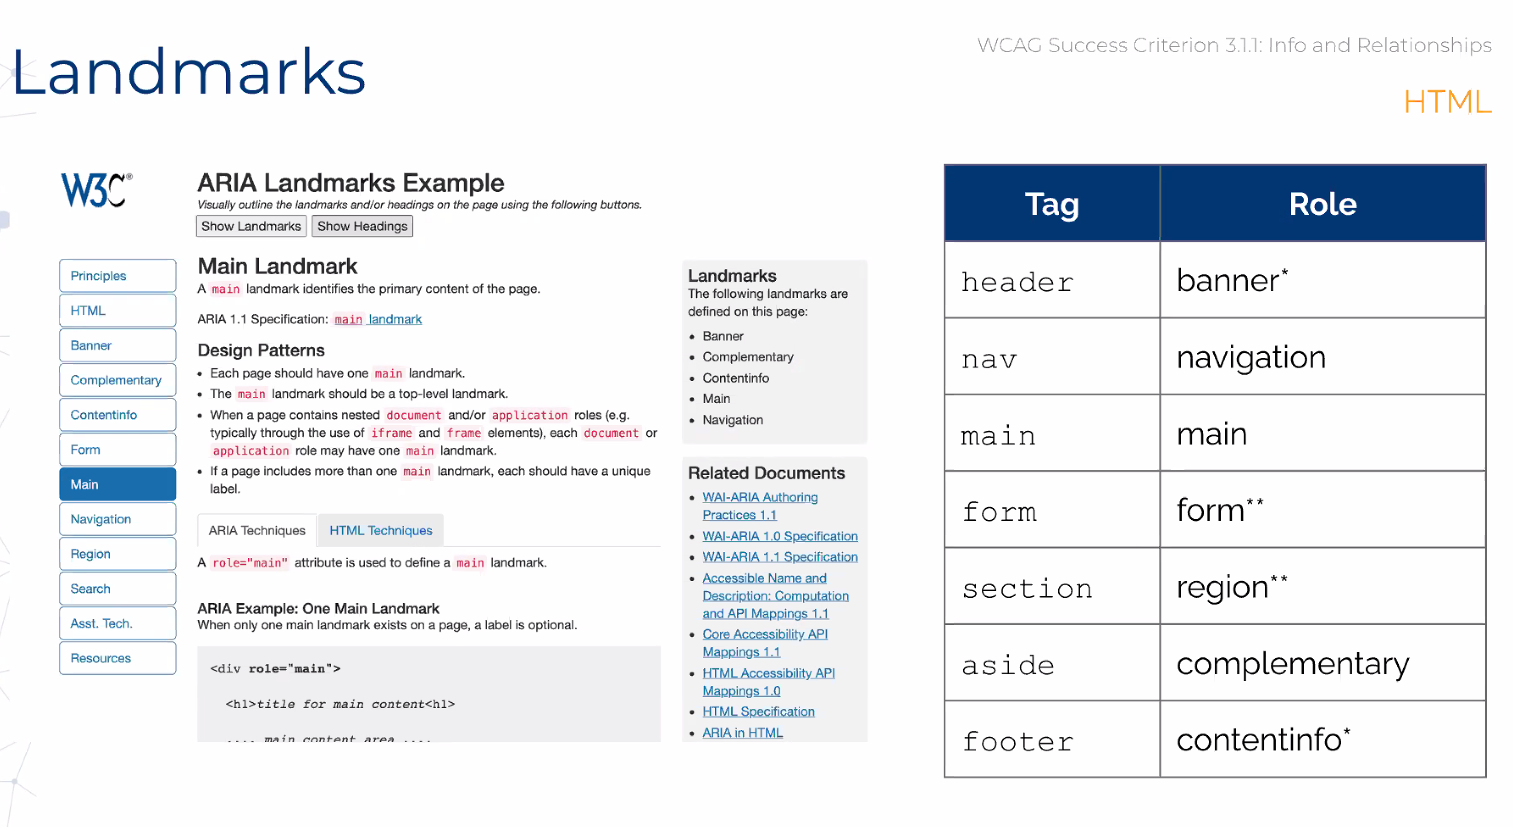 Landmarks
WCAG Success Criterion 3.1.1: Info and Relationships
HTML
W3C®
ARIA Landmarks Example
Visually outline the landmarks and/or headings on the page using the following buttons.
Show Landmarks Show Headings
Principles
HTML
Banner
Complementary
Contentinfo
Form
Main
Navigation
Region
Search
Asst. Tech.
Resources
Main Landmark
A main landmark identifies the primary content of the page.
ARIA 1.1 Specification: main landmark
Design Patterns
• Each page should have one main landmark.
• The main landmark should be a top-level landmark.
• When a page contains nested document and/or application roles (e.g.
typically through the use of iframe and frame elements), each document or
application role may have one main landmark.
• If a page includes more than one main landmark, each should have a unique
label.
ARIA Techniques HTML Techniques
A role="main" attribute is used to define a main landmark.
ARIA Example: One Main Landmark
When only one main landmark exists on a page, a label is optional.
<div role="main">
<h1>title for main content<h1>
.... main content area ....
Landmarks
The following landmarks are
defined on this page:
• Banner
• Complementary
• Contentinfo
• Main
• Navigation
Related Documents
• WAI-ARIA Authoring
Practices 1.1
• WAI-ARIA 1.0 Specification
• WAI-ARIA 1.1 Specification
• Accessible Name and
Description: Computation
and API Mappings 1.1
• Core Accessibility API
Mappings 1.1
• HTML Accessibility API
Mappings 1.0
• HTML Specification
• ARIA in HTML
Tag Role
header banner*
nav navigation
main main
form form**
section region**
aside complementary
footer contentinfo*